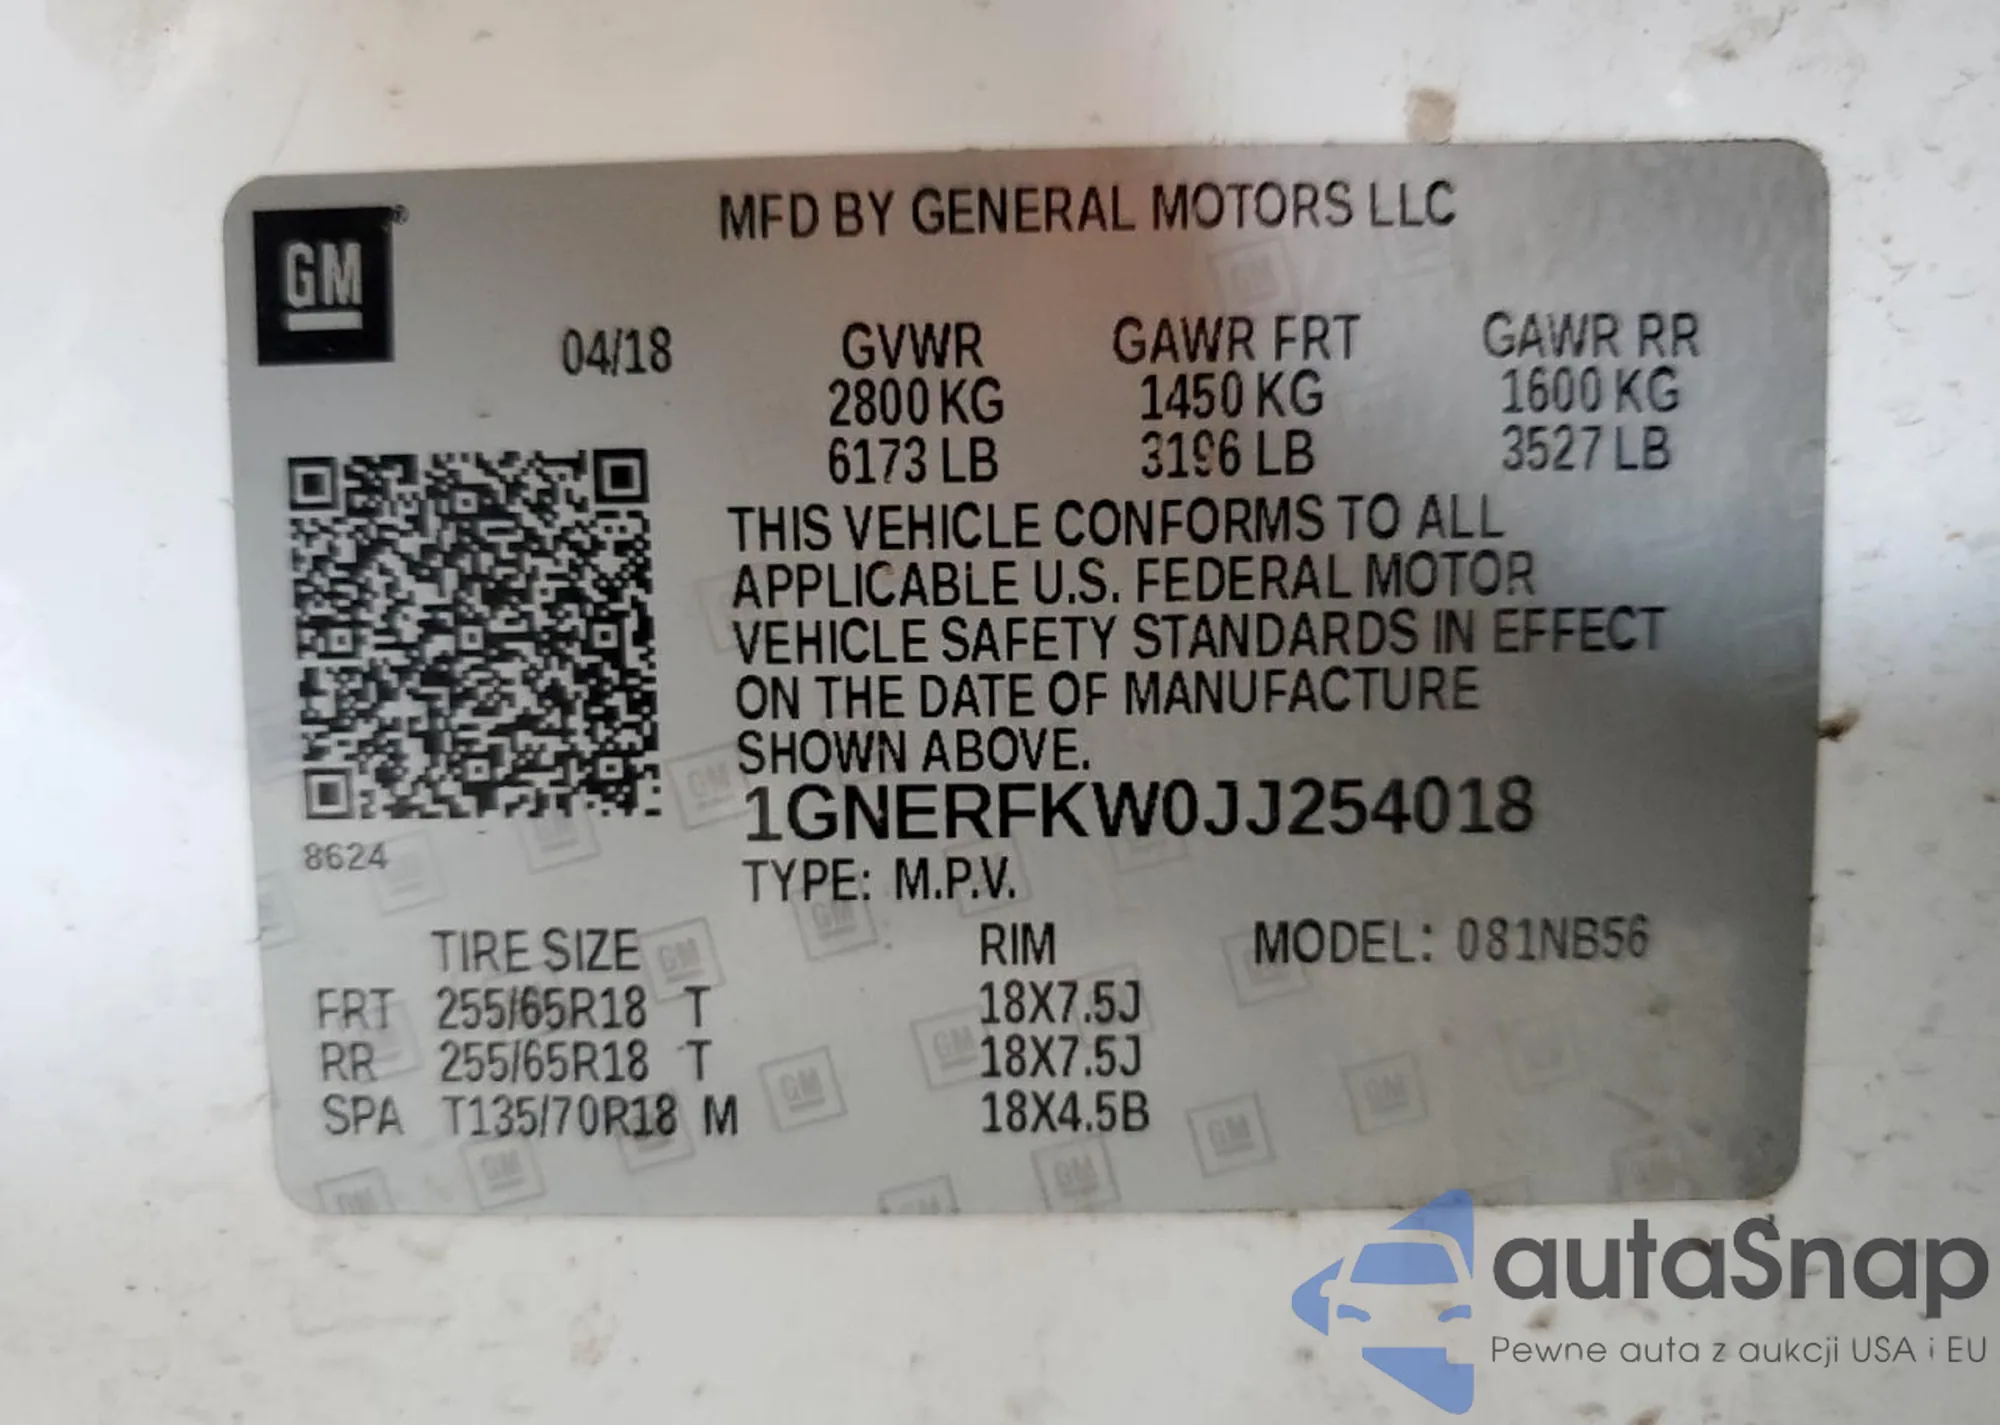 MFD BY GENERAL MOTORS LLC
GM
04/18
GVWR GAWR FRT GAWR RR
2800 KG 1450 KG 1600 KG
6173 LB 3196 LB 3527 LB
THIS VEHICLE CONFORMS TO ALL
APPLICABLE U.S. FEDERAL MOTOR
VEHICLE SAFETY STANDARDS IN EFFECT
ON THE DATE OF MANUFACTURE
SHOWN ABOVE.
1GNERFKW0JJ254018
8624
TYPE: M.P.V.
TIRE SIZE RIM MODEL: 081NB56
FRT 255/65R18 T 18X7.5J
RR 255/65R18 T 18X7.5J
SPA T135/70R18 M 18X4.5B
autaSnap
Pewne auta z aukcji USA i EU